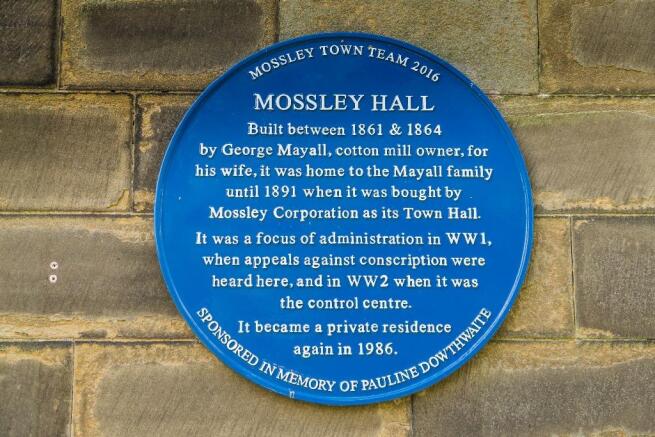 MOSSLEY TOWN TEAM 2016
MOSSLEY HALL
Built between 1861 & 1864
by George Mayall, cotton mill owner, for
his wife, it was home to the Mayall family
until 1891 when it was bought by
Mossley Corporation as its Town Hall.
It was a focus of administration in WW1,
when appeals against conscription were
heard here, and in WW2 when it was
the control centre.
It became a private residence
again in 1986.
SPONSORED IN MEMORY OF PAULINE DOWTHWAITE